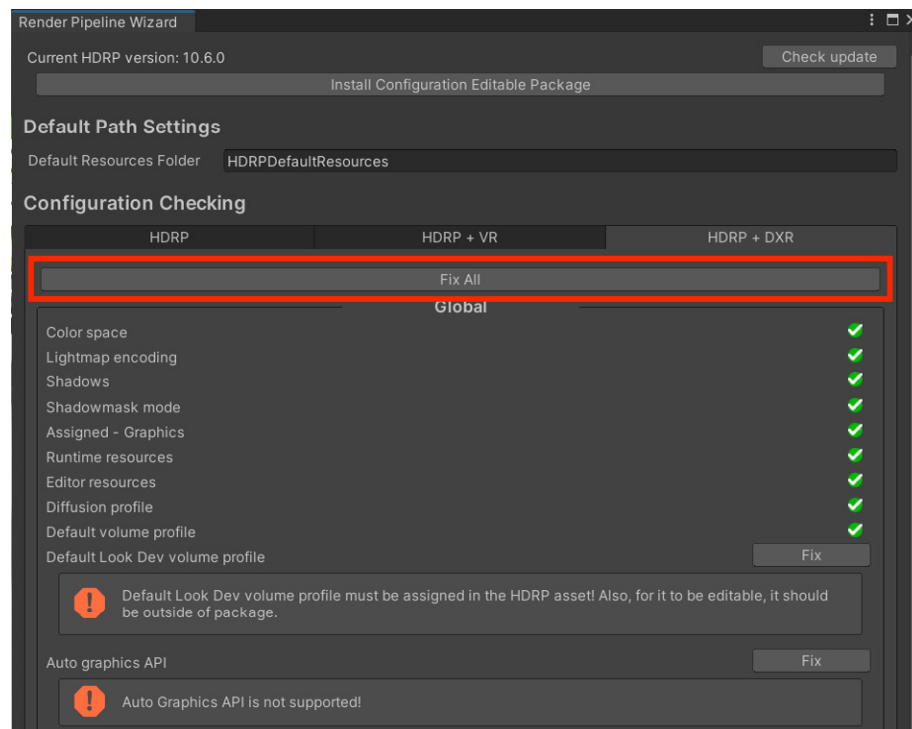 Render Pipeline Wizard
Current HDRP version: 10.6.0
Check update
Install Configuration Editable Package
Default Path Settings
Default Resources Folder
HDRPDefaultResources
Configuration Checking
HDRP
HDRP + VR
HDRP + DXR
Fix All
Global
Color space
Lightmap encoding
Shadows
Shadowmask mode
Assigned - Graphics
Runtime resources
Editor resources
Diffusion profile
Default volume profile
Default Look Dev volume profile
Fix
Default Look Dev volume profile must be assigned in the HDRP asset! Also, for it to be editable, it should
be outside of package.
Auto graphics API
Fix
Auto Graphics API is not supported!